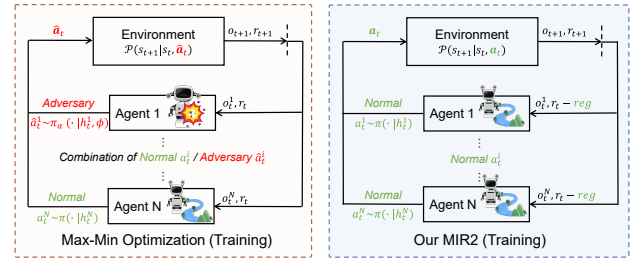 Environment
𝒫(s_{t+1}|s_t, â_t)
â_t
o_{t+1}, r_{t+1}
Adversary
â_t^1~π_α(·|h_t^1, ϕ)
Agent 1
o_t^1, r_t
⋮
Combination of Normal a_t^i / Adversary â_t^i
⋮
Normal
a_t^N~π(·|h_t^N)
Agent N
o_t^N, r_t
Max-Min Optimization (Training)
Environment
𝒫(s_{t+1}|s_t, a_t)
a_t
o_{t+1}, r_{t+1}
Normal
a_t^1~π(·|h_t^1)
Agent 1
o_t^1, r_t − reg
⋮
Normal a_t^i
⋮
Normal
a_t^N~π(·|h_t^N)
Agent N
o_t^N, r_t − reg
Our MIR2 (Training)